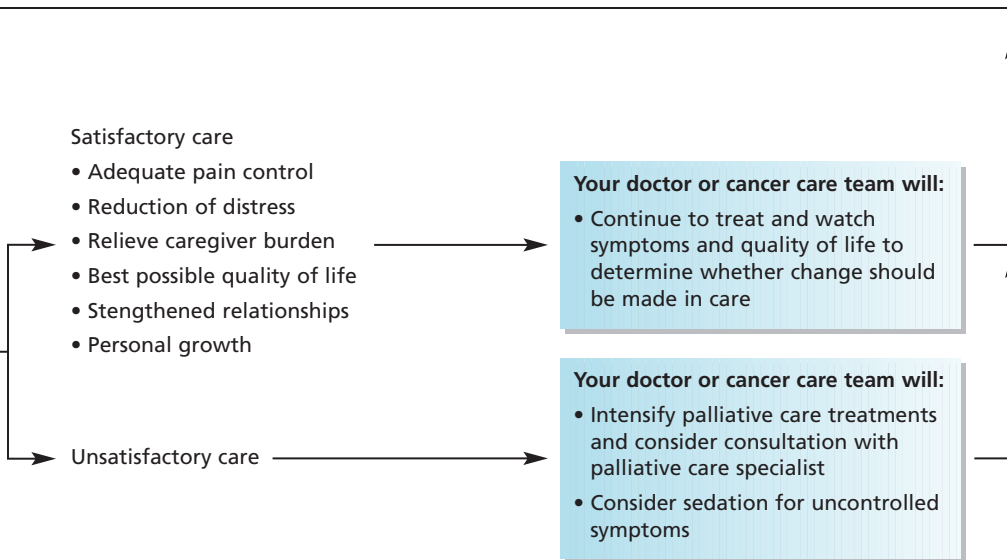 Satisfactory care
• Adequate pain control
• Reduction of distress
• Relieve caregiver burden
• Best possible quality of life
• Stengthened relationships
• Personal growth
Your doctor or cancer care team will:
• Continue to treat and watch
symptoms and quality of life to
determine whether change should
be made in care
Unsatisfactory care
Your doctor or cancer care team will:
• Intensify palliative care treatments
and consider consultation with
palliative care specialist
• Consider sedation for uncontrolled
symptoms